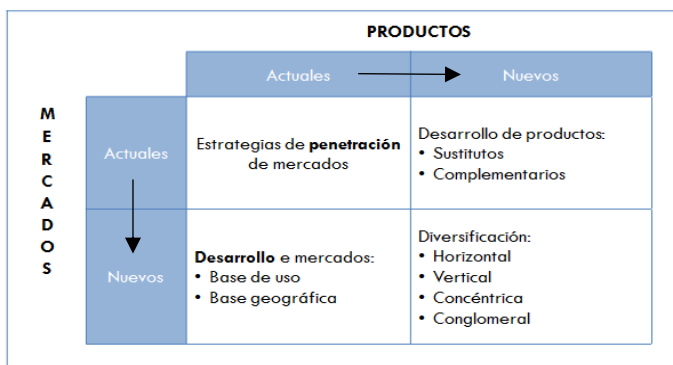 PRODUCTOS
Actuales
Nuevos
MERCADOS
Actuales
Estrategias de penetración
de mercados
Desarrollo de productos:
• Sustitutos
• Complementarios
Nuevos
Desarrollo e mercados:
• Base de uso
• Base geográfica
Diversificación:
• Horizontal
• Vertical
• Concéntrica
• Conglomeral